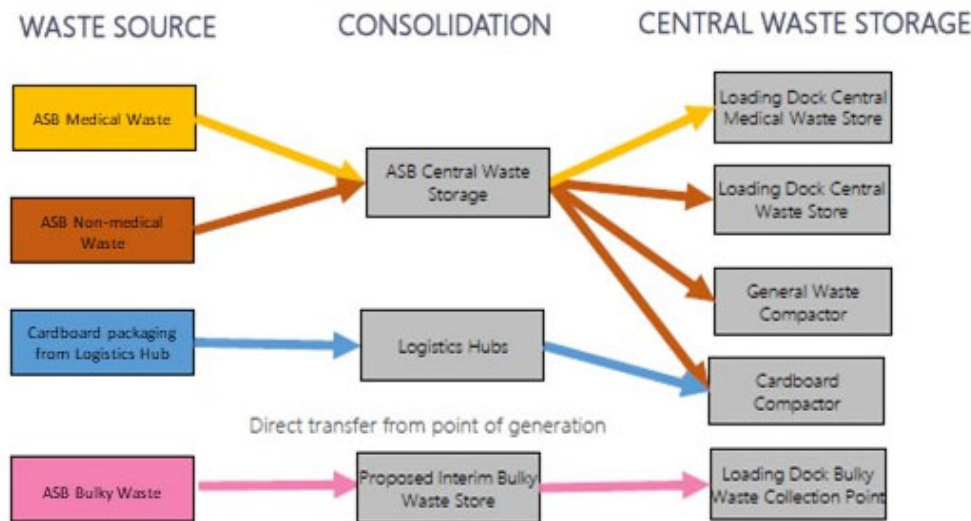 WASTE SOURCE
CONSOLIDATION
CENTRAL WASTE STORAGE
ASB Medical Waste
ASB Non-medical
Waste
Cardboard packaging
from Logistics Hub
ASB Bulky Waste
ASB Central Waste
Storage
Logistics Hubs
Direct transfer from point of generation
Proposed Interim Bulky
Waste Store
Loading Dock Central
Medical Waste Store
Loading Dock Central
Waste Store
General Waste
Compactor
Cardboard
Compactor
Loading Dock Bulky
Waste Collection Point